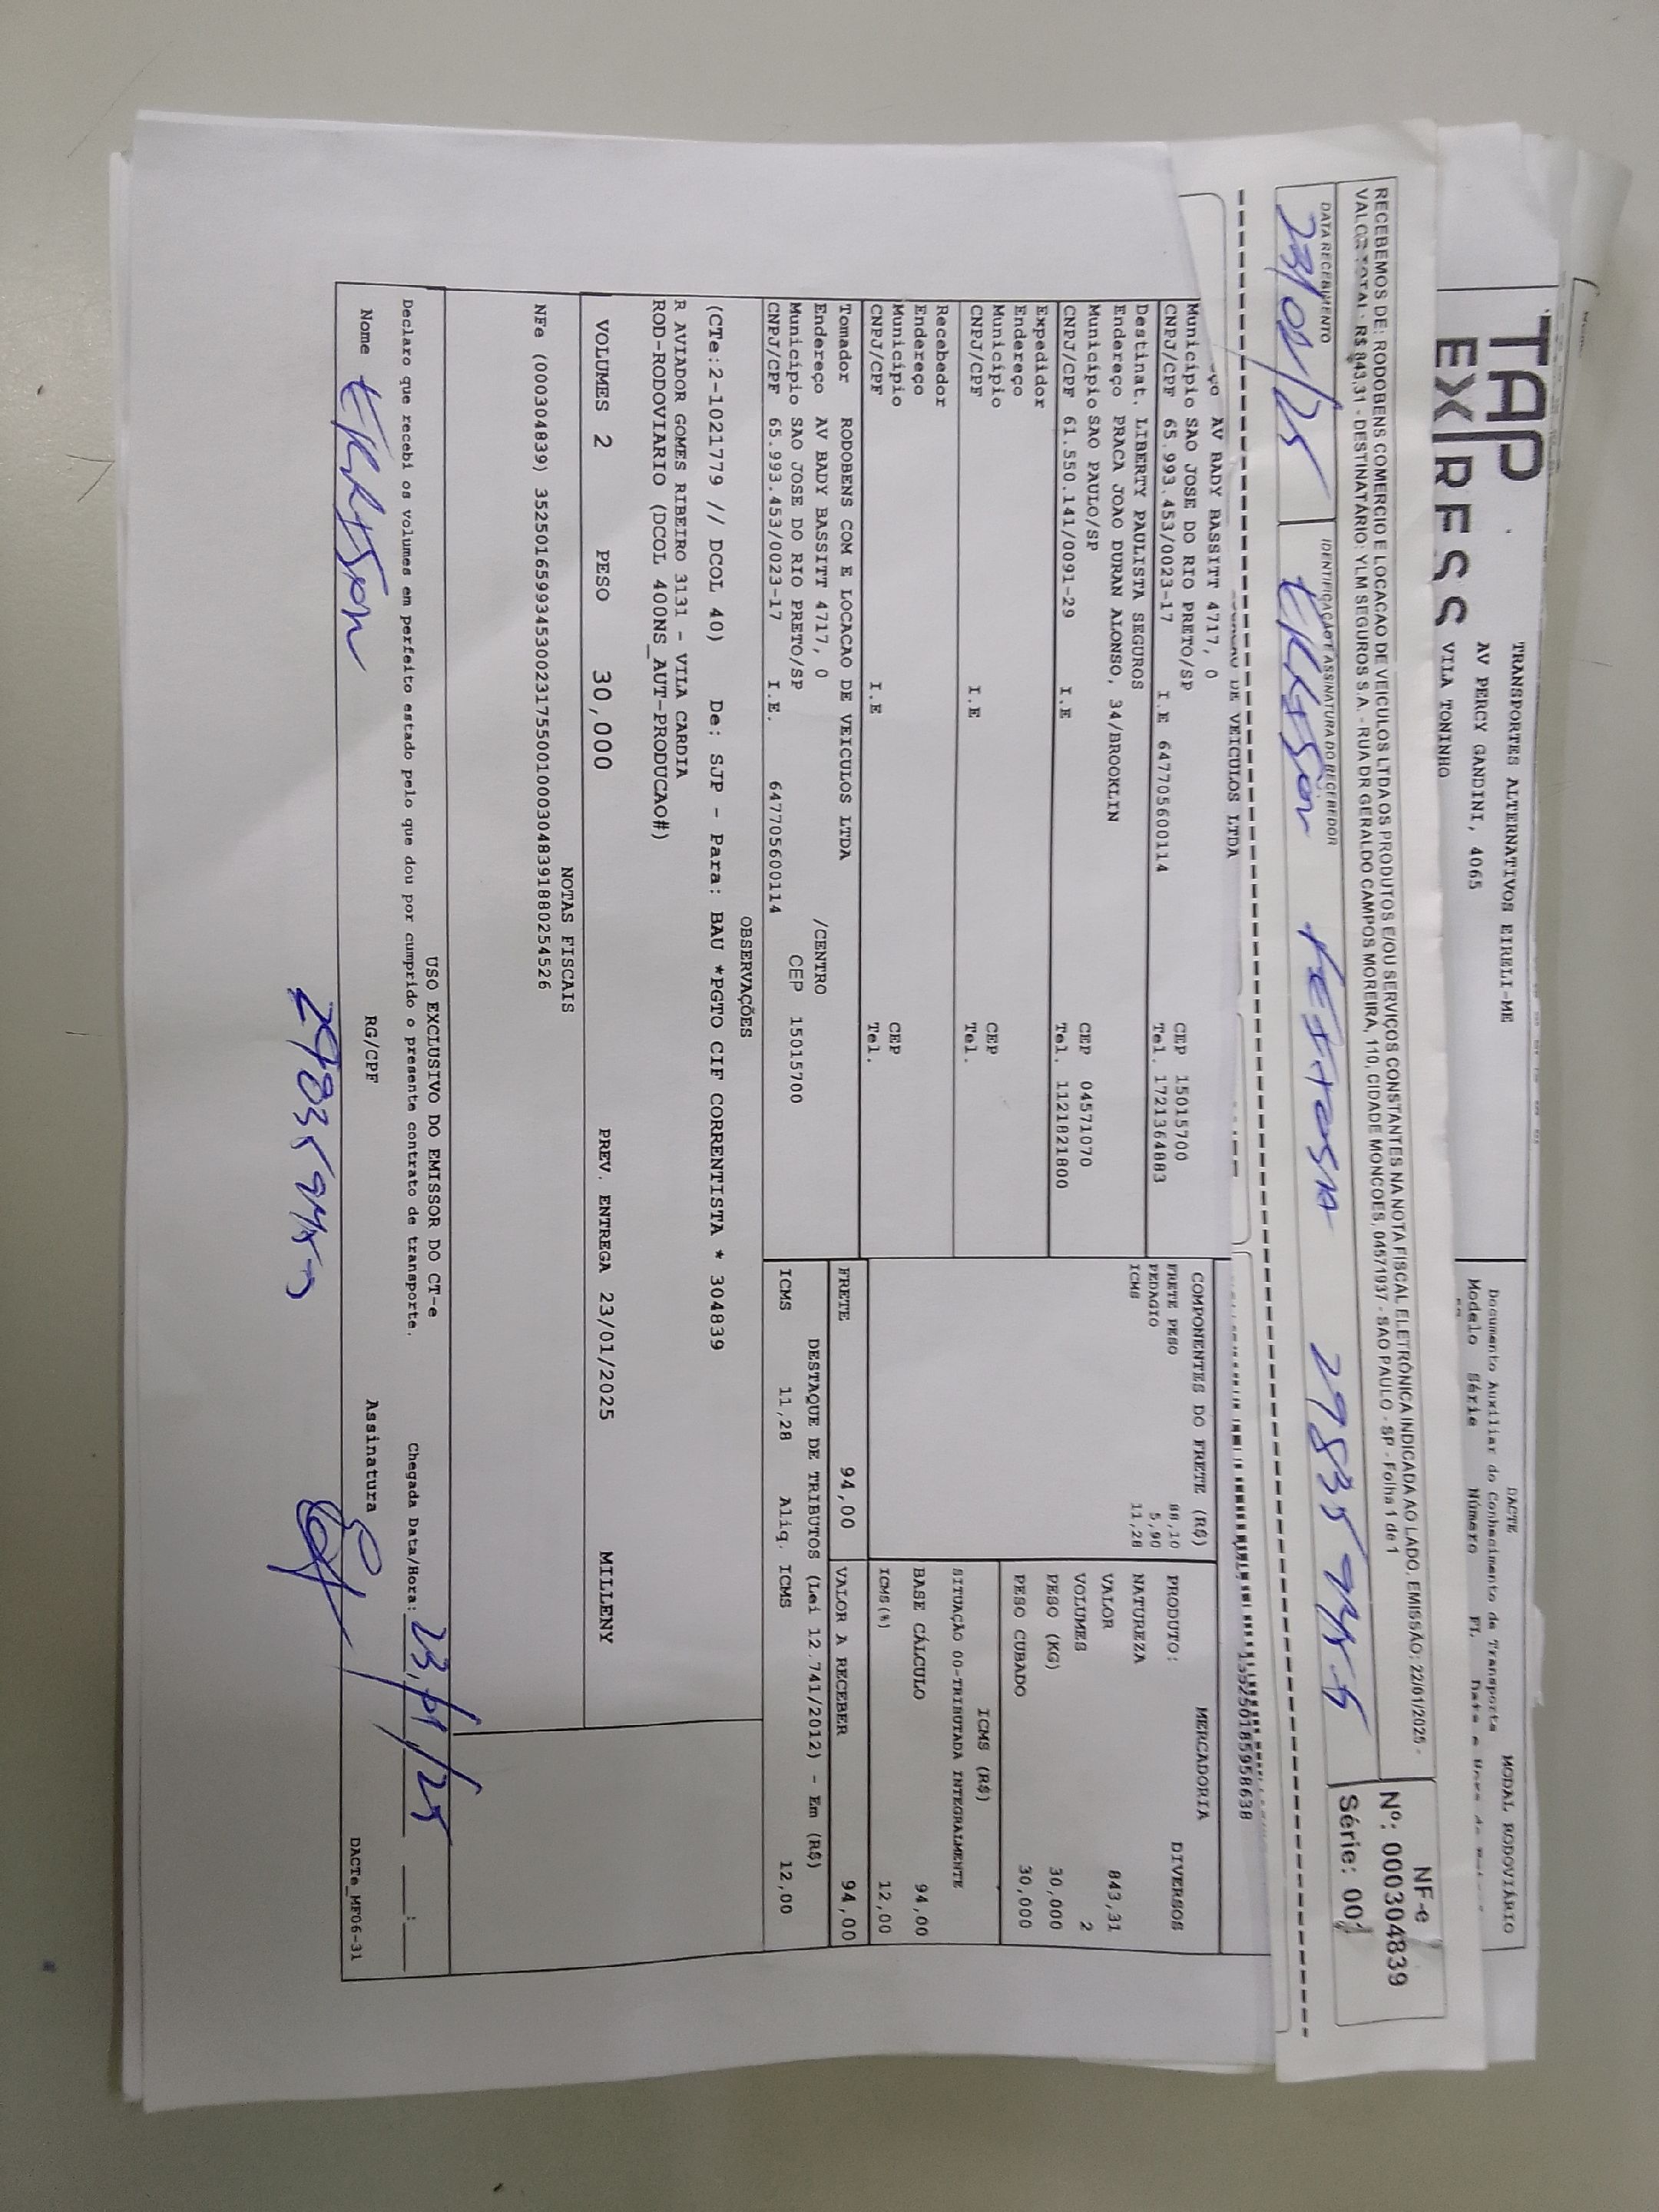 TAP
EXPRESS
TRANSPORTES ALTERNATIVOS EIRELI-ME
AV PERCY GANDINI, 4065
VILA TONINHO
DACTE
Documento Auxiliar do Conhecimento de Transporte
Modelo Série Número FL
MODAL RODOVIÁRIO
RECEBEMOS DE: RODOBENS COMERCIO E LOCACAO DE VEICULOS LTDA OS PRODUTOS E/OU SERVIÇOS CONSTANTES NA NOTA FISCAL ELETRÔNICA INDICADA AO LADO. EMISSÃO: 22/01/2025 -
VALOR TOTAL: R$ 843,31 - DESTINATÁRIO: YLM SEGUROS S.A. - RUA DR GERALDO CAMPOS MOREIRA, 110, CIDADE MONCOES, 04571937 - SAO PAULO - SP - Folha 1 de 1
NF-e
Nº: 000304839
Série: 001
DATA RECEBIMENTO
23/01/25
IDENTIFICAÇÃO E ASSINATURA DO RECEBEDOR
DE VEICULOS LTDA
AV BADY BASSITT 4717, 0
Município SAO JOSE DO RIO PRETO/SP CEP 15015700
CNPJ/CPF 65.993.453/0023-17 I.E 647705600114 Tel. 1721364883
Destinat. LIBERTY PAULISTA SEGUROS
Endereço PRACA JOAO DURAN ALONSO, 34/BROOKLIN
Município SAO PAULO/SP CEP 04571070
CNPJ/CPF 61.550.141/0091-29 I.E Tel. 1121821800
Expedidor
Endereço
Município CEP
CNPJ/CPF I.E Tel.
Recebedor
Endereço
Município CEP
CNPJ/CPF I.E Tel.
Tomador RODOBENS COM E LOCACAO DE VEICULOS LTDA
Endereço AV BADY BASSITT 4717, 0 /CENTRO
Município SAO JOSE DO RIO PRETO/SP CEP 15015700
CNPJ/CPF 65.993.453/0023-17 I.E. 647705600114
COMPONENTES DO FRETE (R$)
FRETE PESO 88,10
PEDAGIO 5,90
ICMS 11,28
MERCADORIA
PRODUTO: DIVERSOS
NATUREZA
VALOR 843,31
VOLUMES 2
PESO (KG) 30,000
PESO CUBADO 30,000
ICMS (R$)
SITUAÇÃO 00-TRIBUTADA INTEGRALMENTE
BASE CÁLCULO 94,00
ICMS(%) 12,00
FRETE 94,00 VALOR A RECEBER 94,00
DESTAQUE DE TRIBUTOS (Lei 12.741/2012) - Em (R$)
ICMS 11,28 Aliq. ICMS 12,00
OBSERVAÇÕES
(CTe:2-1021779 // DCOL 40) De: SJP - Para: BAU *PGTO CIF CORRENTISTA * 304839
R AVIADOR GOMES RIBEIRO 3131 - VILA CARDIA
ROD-RODOVIARIO (DCOL 400NS_AUT-PRODUCAO#)
VOLUMES 2 PESO 30,000 PREV. ENTREGA 23/01/2025 MILLENY
NOTAS FISCAIS
NFe (000304839) 35250165993453002317550010003048391880254526
USO EXCLUSIVO DO EMISSOR DO CT-e
Declaro que recebi os volumes em perfeito estado pelo que dou por cumprido o presente contrato de transporte. Chegada Data/Hora: 23/01/25 __:__
Nome RG/CPF Assinatura
DACTe_MF06-31